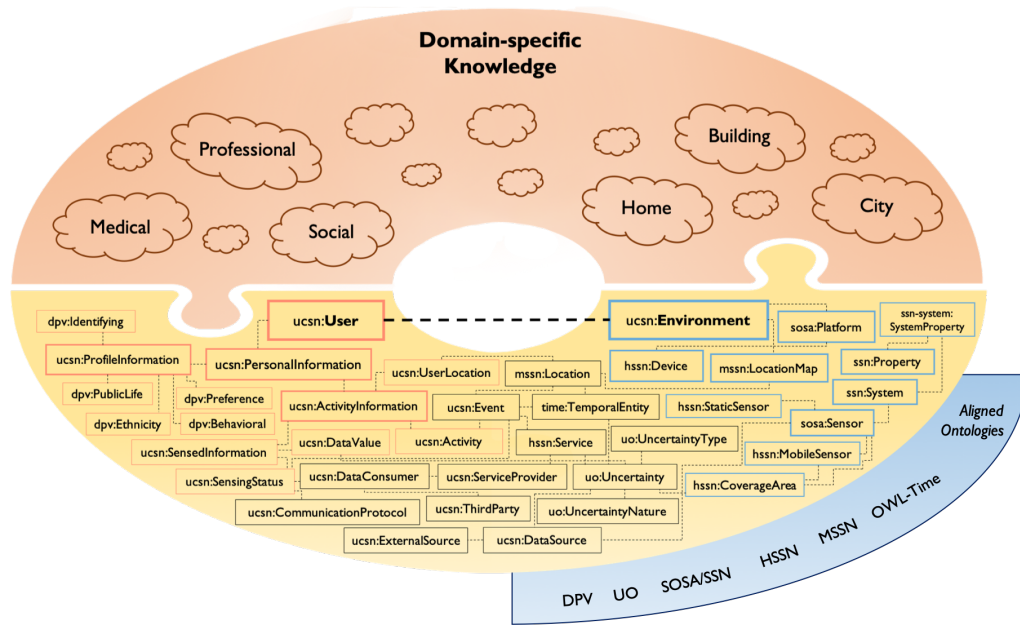 Domain-specific
Knowledge
Professional
Building
Medical
Social
Home
City
ucsn:User
ucsn:Environment
dpv:Identifying
sosa:Platform
ssn-system:
SystemProperty
ucsn:ProfileInformation
ucsn:PersonalInformation
ucsn:UserLocation
mssn:Location
hssn:Device
mssn:LocationMap
ssn:Property
dpv:PublicLife
dpv:Preference
ucsn:ActivityInformation
ucsn:Event
time:TemporalEntity
hssn:StaticSensor
ssn:System
dpv:Ethnicity
dpv:Behavioral
sosa:Sensor
Aligned
Ontologies
ucsn:SensedInformation
ucsn:DataValue
ucsn:Activity
hssn:Service
uo:UncertaintyType
hssn:MobileSensor
ucsn:SensingStatus
ucsn:DataConsumer
ucsn:ServiceProvider
uo:Uncertainty
hssn:CoverageArea
ucsn:CommunicationProtocol
ucsn:ThirdParty
uo:UncertaintyNature
ucsn:ExternalSource
ucsn:DataSource
DPV
UO
SOSA/SSN
HSSN
MSSN
OWL-Time